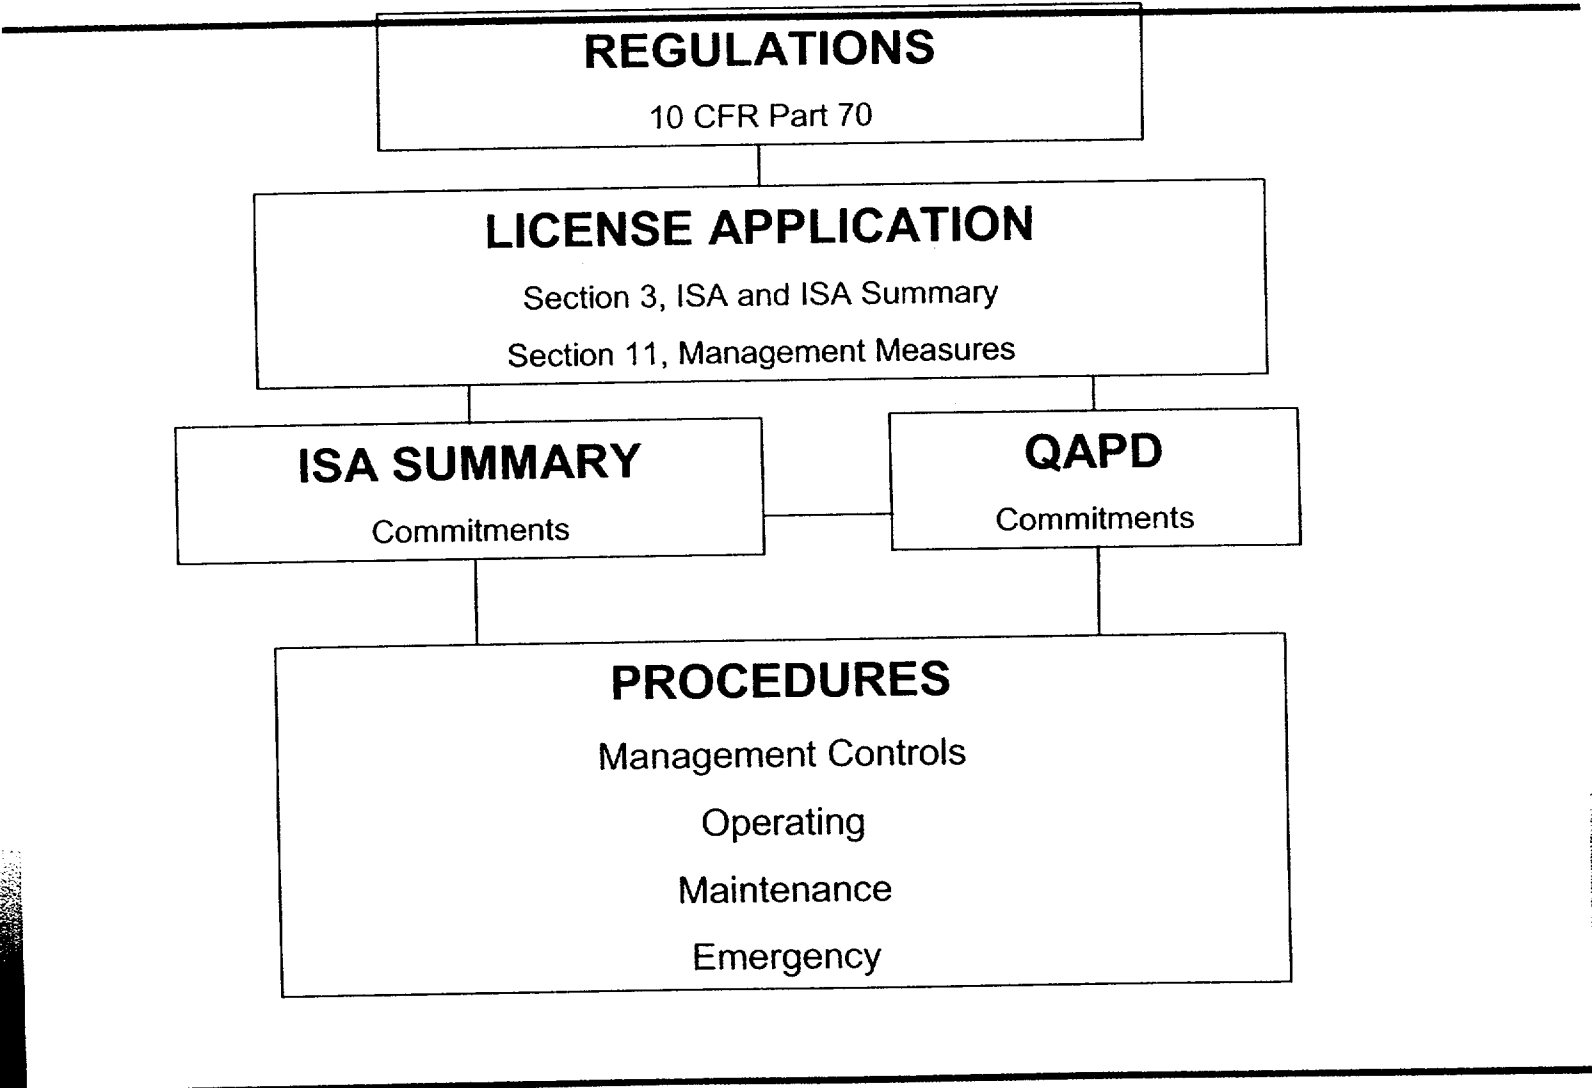 REGULATIONS
10 CFR Part 70
LICENSE APPLICATION
Section 3, ISA and ISA Summary
Section 11, Management Measures
ISA SUMMARY
Commitments
QAPD
Commitments
PROCEDURES
Management Controls
Operating
Maintenance
Emergency